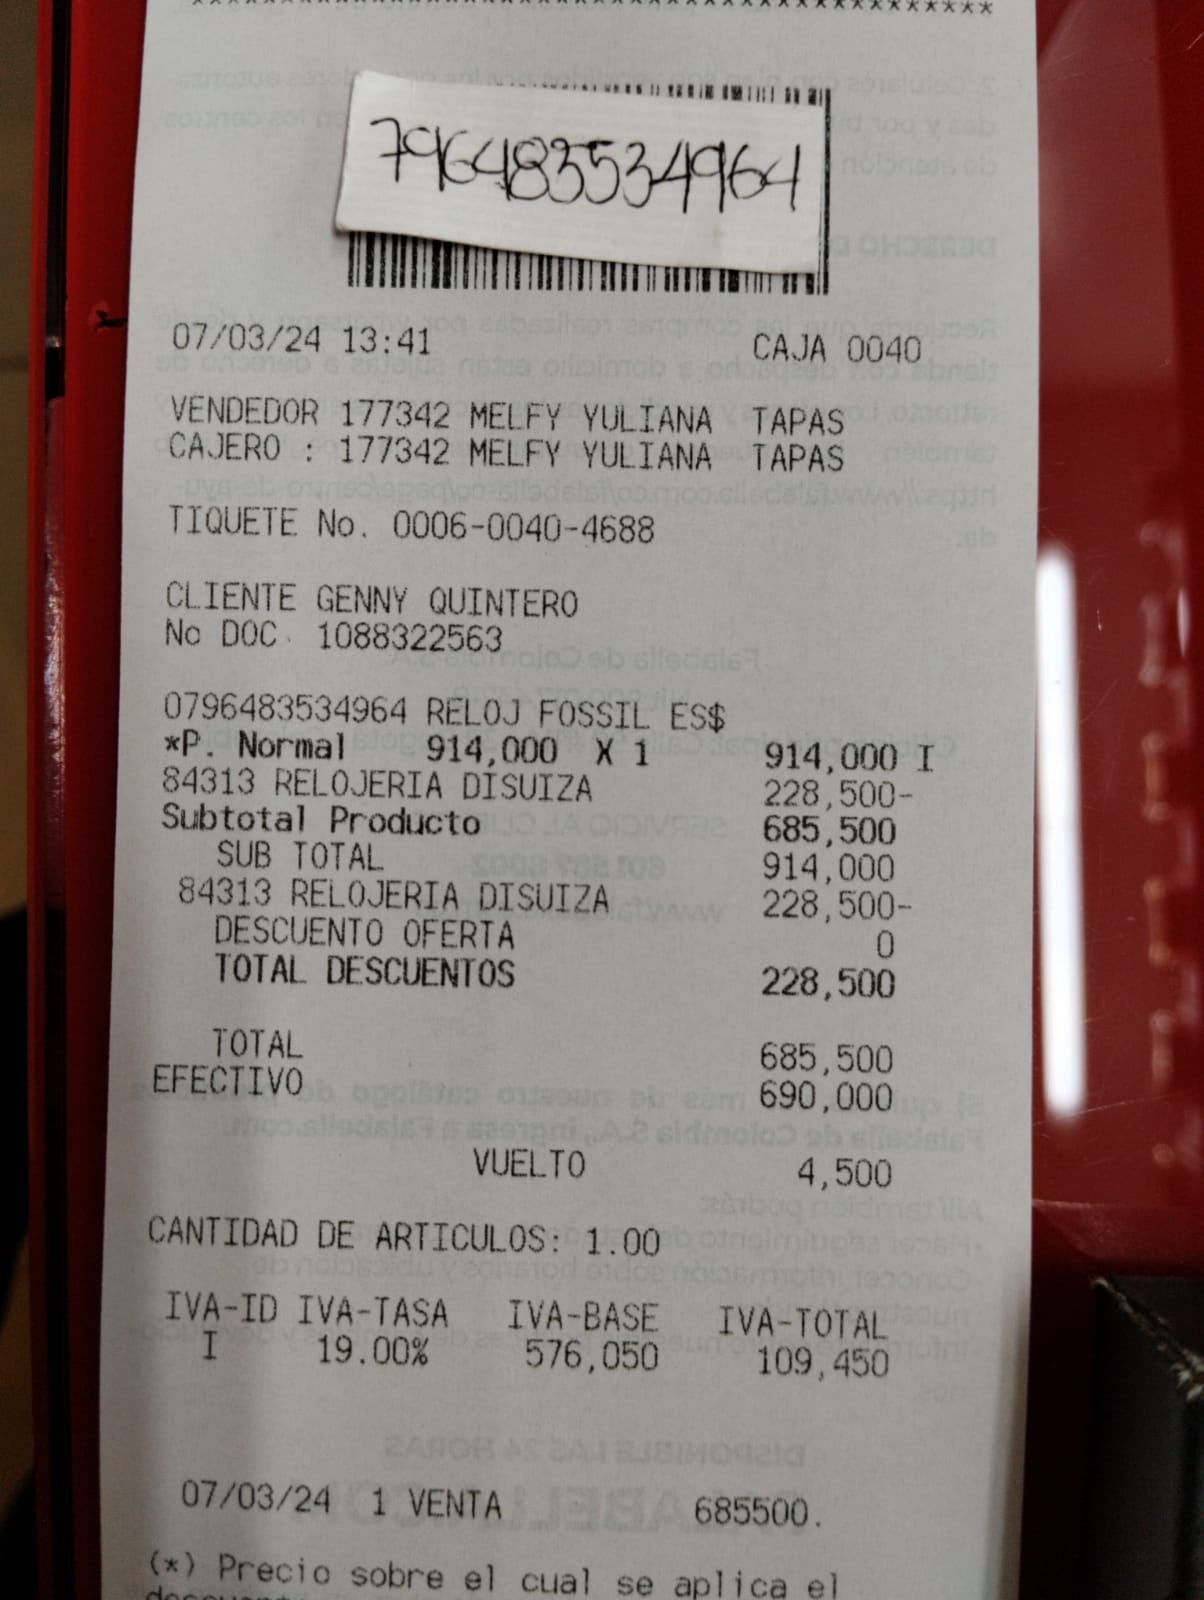 ****************************************
796483534964
07/03/24 13:41 CAJA 0040
VENDEDOR 177342 MELFY YULIANA TAPAS
CAJERO : 177342 MELFY YULIANA TAPAS
TIQUETE No. 0006-0040-4688
CLIENTE GENNY QUINTERO
No DOC. 1088322563
0796483534964 RELOJ FOSSIL ES$
*P. Normal 914,000 X 1 914,000 I
84313 RELOJERIA DISUIZA 228,500-
Subtotal Producto 685,500
SUB TOTAL 914,000
84313 RELOJERIA DISUIZA 228,500-
DESCUENTO OFERTA 0
TOTAL DESCUENTOS 228,500
TOTAL 685,500
EFECTIVO 690,000
VUELTO 4,500
CANTIDAD DE ARTICULOS: 1.00
IVA-ID IVA-TASA IVA-BASE IVA-TOTAL
I 19.00% 576,050 109,450
07/03/24 1 VENTA 685500.
(*) Precio sobre el cual se aplica el